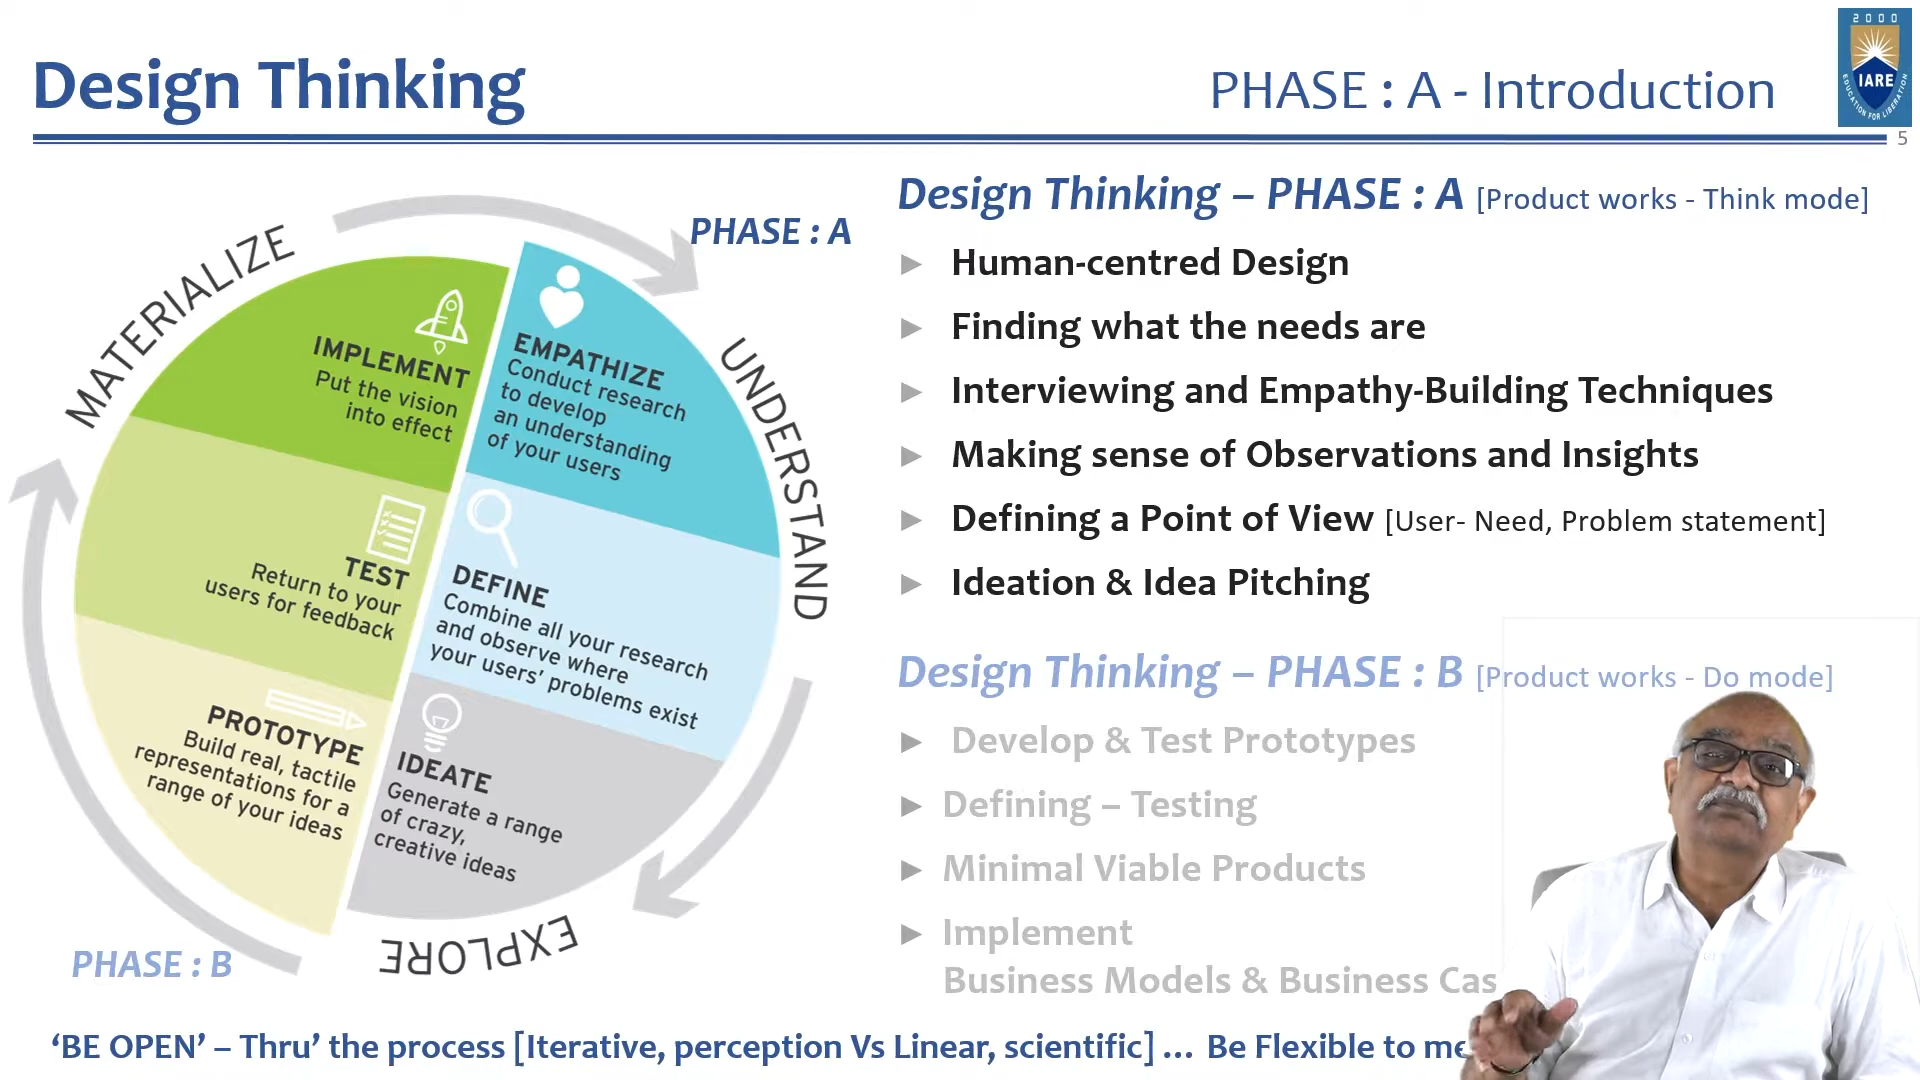 Design Thinking
PHASE : A - Introduction
2000
IARE
EDUCATION FOR LIBERATION
5
MATERIALIZE
PHASE : A
UNDERSTAND
IMPLEMENT
Put the vision
into effect
EMPATHIZE
Conduct research
to develop
an understanding
of your users
TEST
Return to your
users for feedback
DEFINE
Combine all your research
and observe where
your users’ problems exist
PROTOTYPE
Build real, tactile
representations for a
range of your ideas
IDEATE
Generate a range
of crazy,
creative ideas
EXPLORE
PHASE : B
Design Thinking – PHASE : A [Product works - Think mode]
► Human-centred Design
► Finding what the needs are
► Interviewing and Empathy-Building Techniques
► Making sense of Observations and Insights
► Defining a Point of View [User- Need, Problem statement]
► Ideation & Idea Pitching
Design Thinking – PHASE : B [Product works - Do mode]
► Develop & Test Prototypes
► Defining – Testing
► Minimal Viable Products
► Implement
Business Models & Business Cas
‘BE OPEN’ – Thru’ the process [Iterative, perception Vs Linear, scientific] ... Be Flexible to me